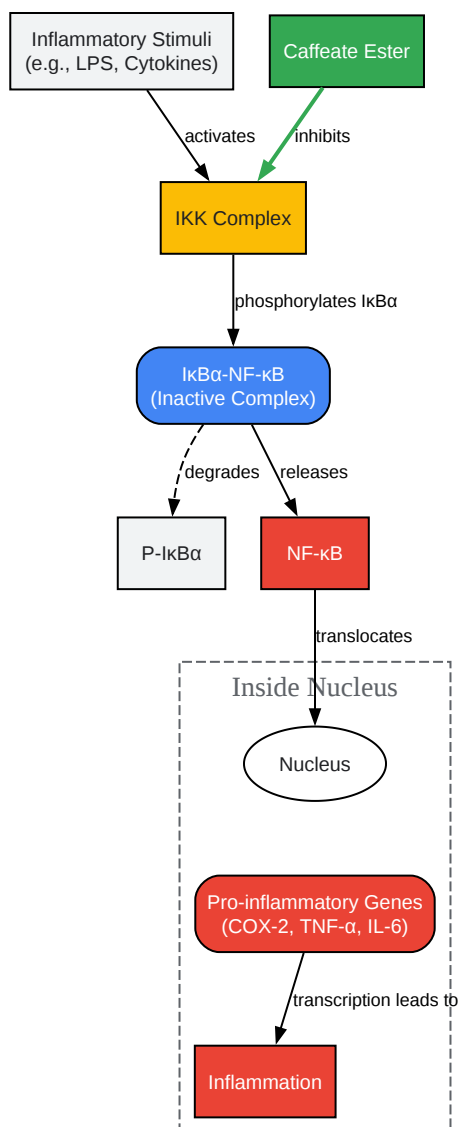 Inflammatory Stimuli
(e.g., LPS, Cytokines)
Caffeate Ester
activates
inhibits
IKK Complex
phosphorylates IκBα
IκBα-NF-κB
(Inactive Complex)
degrades
releases
P-IκBα
NF-κB
translocates
Inside Nucleus
Nucleus
Pro-inflammatory Genes
(COX-2, TNF-α, IL-6)
transcription leads to
Inflammation